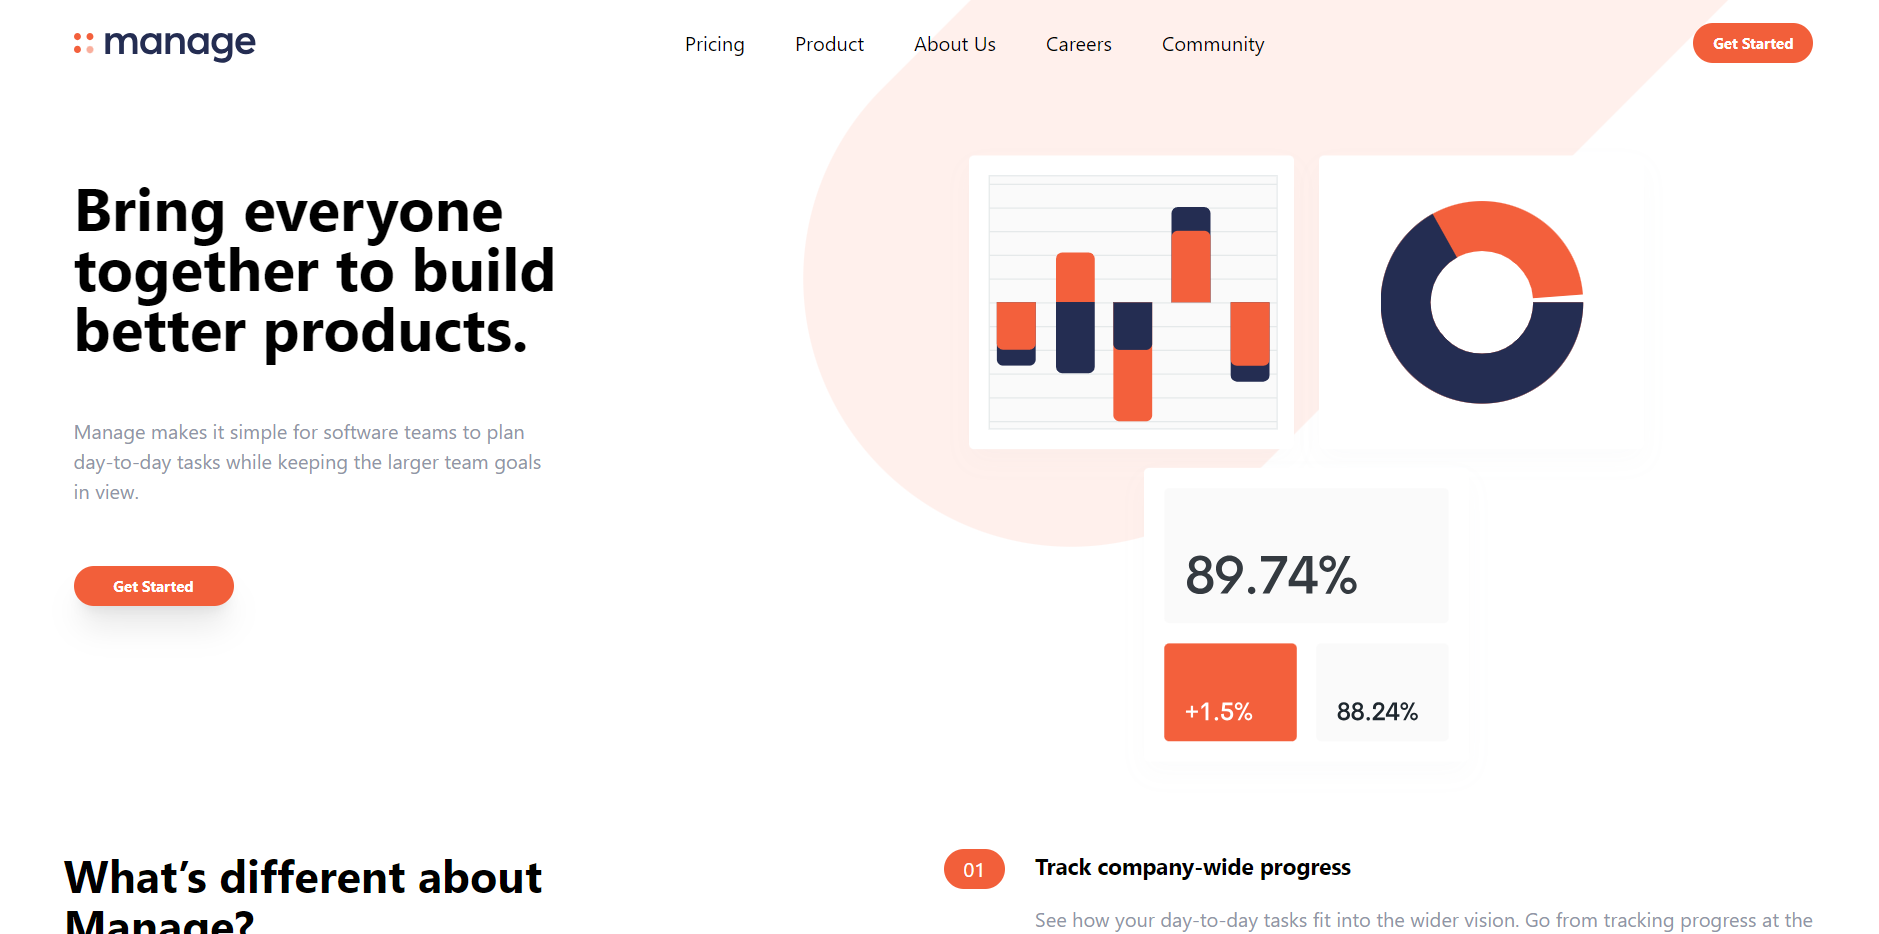 manage
Pricing
Product
About Us
Careers
Community
Get Started
Bring everyone
together to build
better products.
Manage makes it simple for software teams to plan
day-to-day tasks while keeping the larger team goals
in view.
Get Started
89.74%
+1.5%
88.24%
What’s different about
Manage?
01
Track company-wide progress
See how your day-to-day tasks fit into the wider vision. Go from tracking progress at the